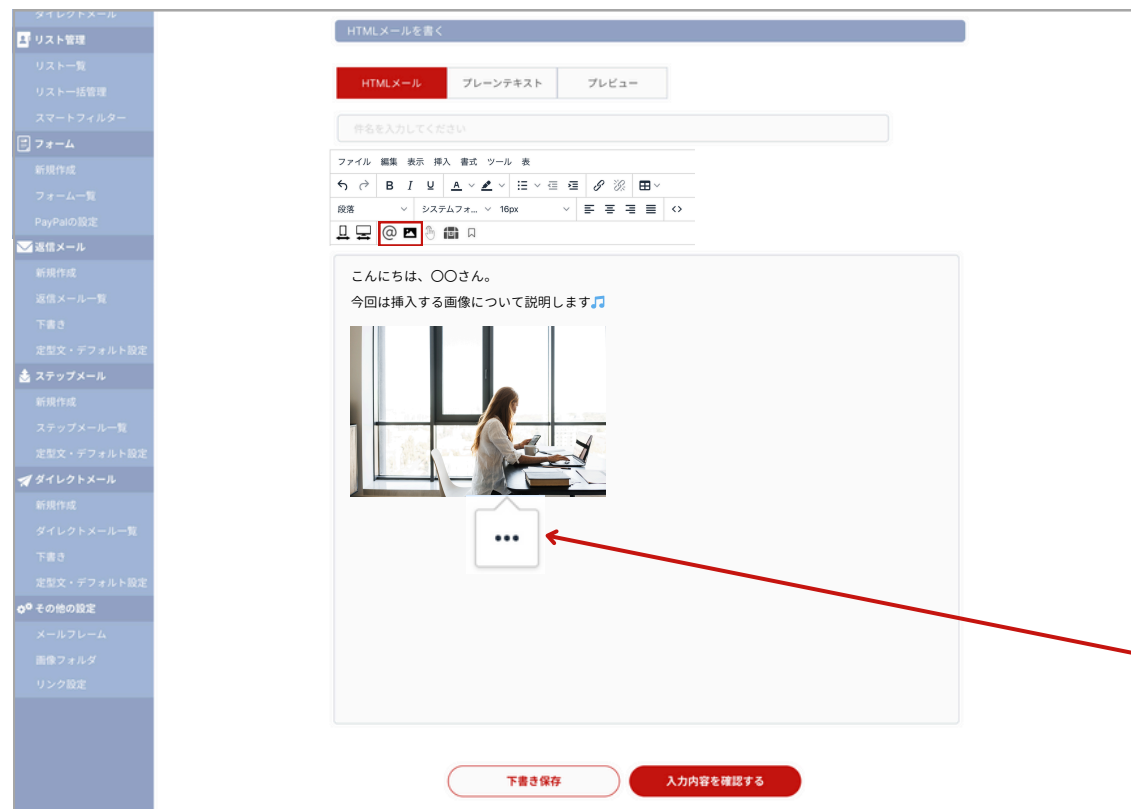 ダイレクトメール
リスト管理
リスト一覧
リスト一括管理
スマートフィルター
フォーム
新規作成
フォーム一覧
PayPalの設定
返信メール
新規作成
返信メール一覧
下書き
定型文・デフォルト設定
ステップメール
新規作成
ステップメール一覧
定型文・デフォルト設定
ダイレクトメール
新規作成
ダイレクトメール一覧
下書き
定型文・デフォルト設定
その他の設定
メールフレーム
画像フォルダ
リンク設定
HTMLメールを書く
HTMLメール プレーンテキスト プレビュー
件名を入力してください
ファイル 編集 表示 挿入 書式 ツール 表
B I U A
段落 システムフォ... 16px
こんにちは、〇〇さん。
今回は挿入する画像について説明します🎵
下書き保存 入力内容を確認する